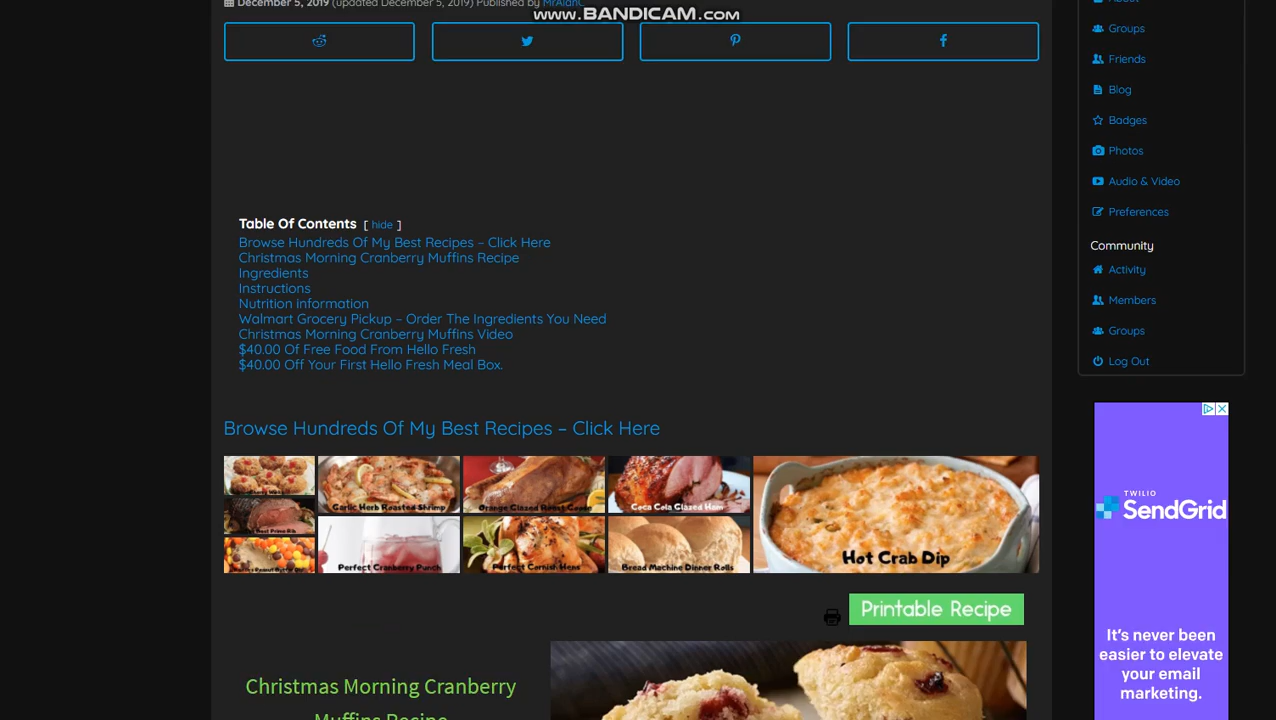 December 5, 2019 (updated December 5, 2019) Published by MrAlanC
www.BANDICAM.com
About
Groups
Friends
Blog
Badges
Photos
Audio & Video
Preferences
Community
Activity
Members
Groups
Log Out
Table Of Contents [ hide ]
Browse Hundreds Of My Best Recipes – Click Here
Christmas Morning Cranberry Muffins Recipe
Ingredients
Instructions
Nutrition information
Walmart Grocery Pickup – Order The Ingredients You Need
Christmas Morning Cranberry Muffins Video
$40.00 Of Free Food From Hello Fresh
$40.00 Off Your First Hello Fresh Meal Box.
Browse Hundreds Of My Best Recipes – Click Here
Garlic Herb Roasted Shrimp
Orange Glazed Roast Goose
Coca Cola Glazed Ham
Perfect Cranberry Punch
Perfect Cornish Hens
Bread Machine Dinner Rolls
Hot Crab Dip
Printable Recipe
Christmas Morning Cranberry
Muffins Recipe
TWILIO
SendGrid
It's never been
easier to elevate
your email
marketing.